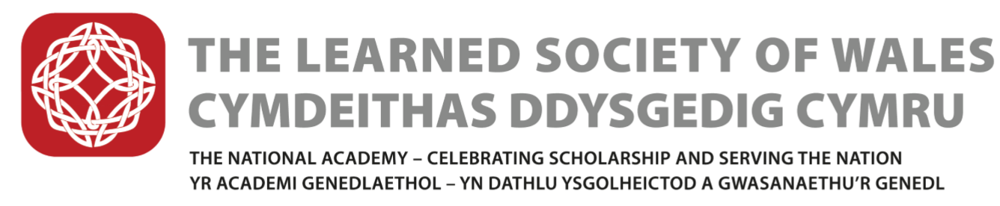 THE LEARNED SOCIETY OF WALES
CYMDEITHAS DDYSGEDIG CYMRU
THE NATIONAL ACADEMY – CELEBRATING SCHOLARSHIP AND SERVING THE NATION
YR ACADEMI GENEDLAETHOL – YN DATHLU YSGOLHEICTOD A GWASANAETHU’R GENEDL